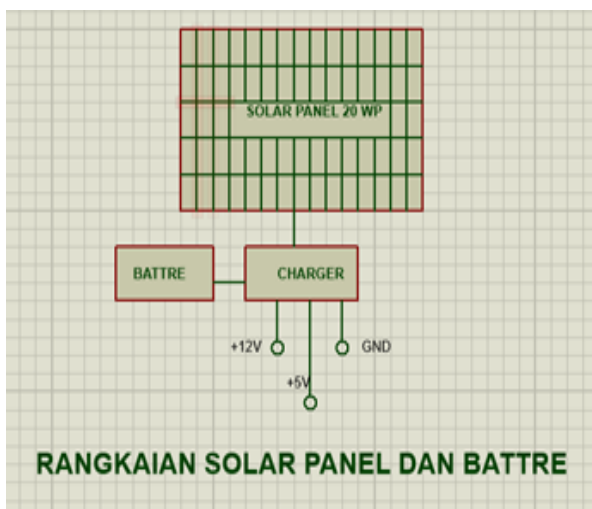 SOLAR PANEL 20 WP
BATTRE
CHARGER
+12V
GND
+5V
RANGKAIAN SOLAR PANEL DAN BATTRE